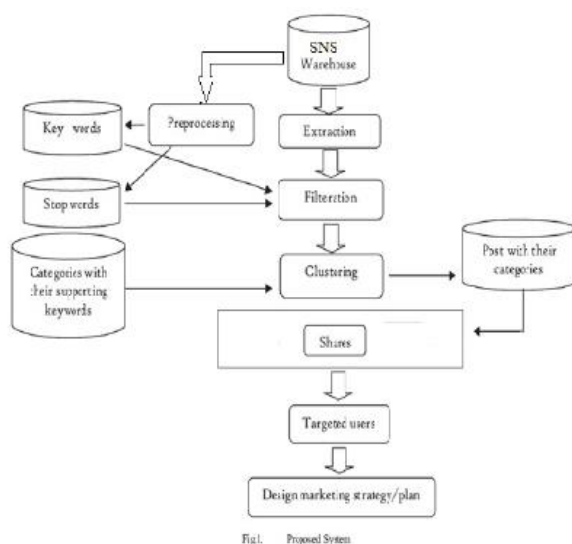 SNS
Warehouse
Preprocessing
Key words
Extraction
Stop words
Filteration
Categories with
their supporting
keywords
Clustering
Post with their
categories
Shares
Targeted users
Design marketing strategy/plan
Fig1. Proposed System